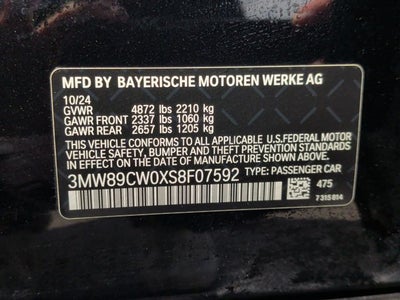 MFD BY BAYERISCHE MOTOREN WERKE AG
10/24
GVWR 4872 lbs 2210 kg
GAWR FRONT 2337 lbs 1060 kg
GAWR REAR 2657 lbs 1205 kg
THIS VEHICLE CONFORMS TO ALL APPLICABLE
U.S.FEDERAL MOTOR
VEHICLE SAFETY, BUMPER, AND THEFT PREVENTION
STANDARDS IN EFFECT ON THE DATE OF
MANUFACTURE SHOWN ABOVE.
3MW89CW0XS8F07592 TYPE: PASSENGER CAR
475
7315814